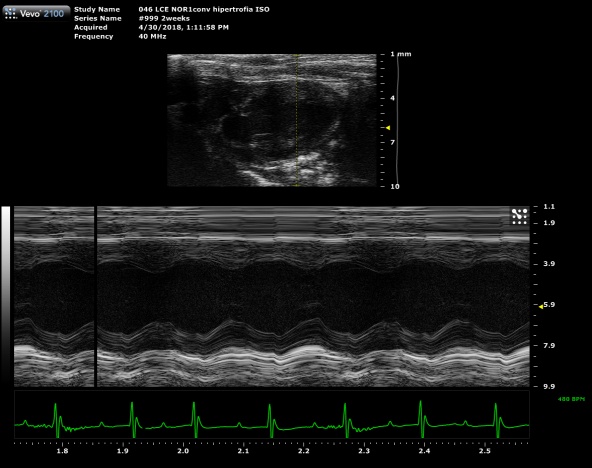 Vevo 2100
Study Name 046 LCE NOR1conv hipertrofia ISO
Series Name #999 2weeks
Acquired 4/30/2018, 1:11:58 PM
Frequency 40 MHz
1 mm
4
7
10
1.1
1.9
3.9
5.9
7.9
9.9
480 BPM
1.8 1.9 2.0 2.1 2.2 2.3 2.4 2.5